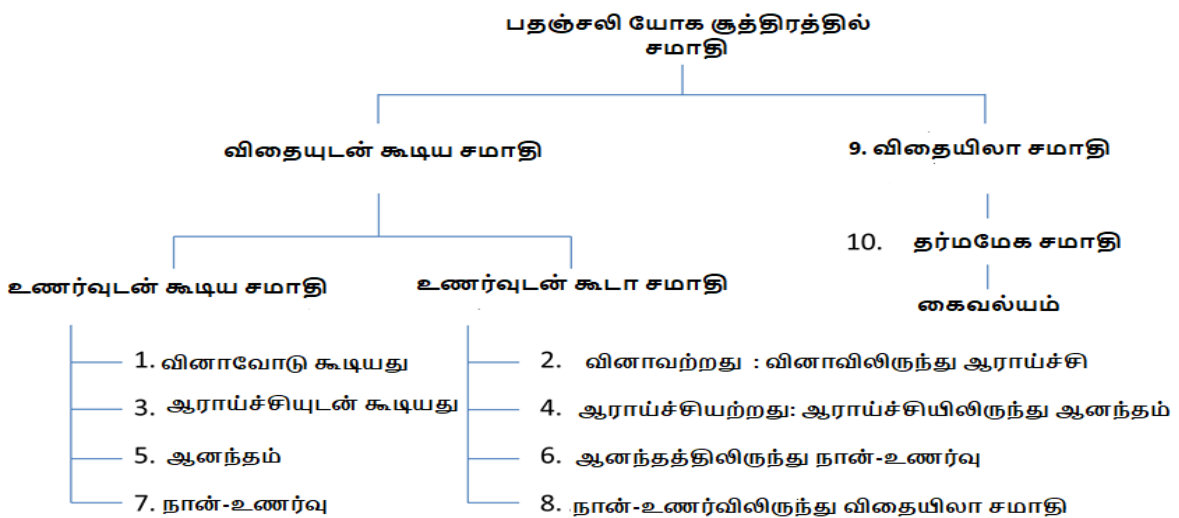 பதஞ்சலி யோக சூத்திரத்தில்
சமாதி
விதையுடன் கூடிய சமாதி
9. விதையிலா சமாதி
10. தர்மமேக சமாதி
கைவல்யம்
உணர்வுடன் கூடிய சமாதி
உணர்வுடன் கூடா சமாதி
1. வினாவோடு கூடியது
2. வினாவற்றது : வினாவிலிருந்து ஆராய்ச்சி
3. ஆராய்ச்சியுடன் கூடியது
4. ஆராய்ச்சியற்றது: ஆராய்ச்சியிலிருந்து ஆனந்தம்
5. ஆனந்தம்
6. ஆனந்தத்திலிருந்து நான்-உணர்வு
7. நான்-உணர்வு
8. நான்-உணர்விலிருந்து விதையிலா சமாதி